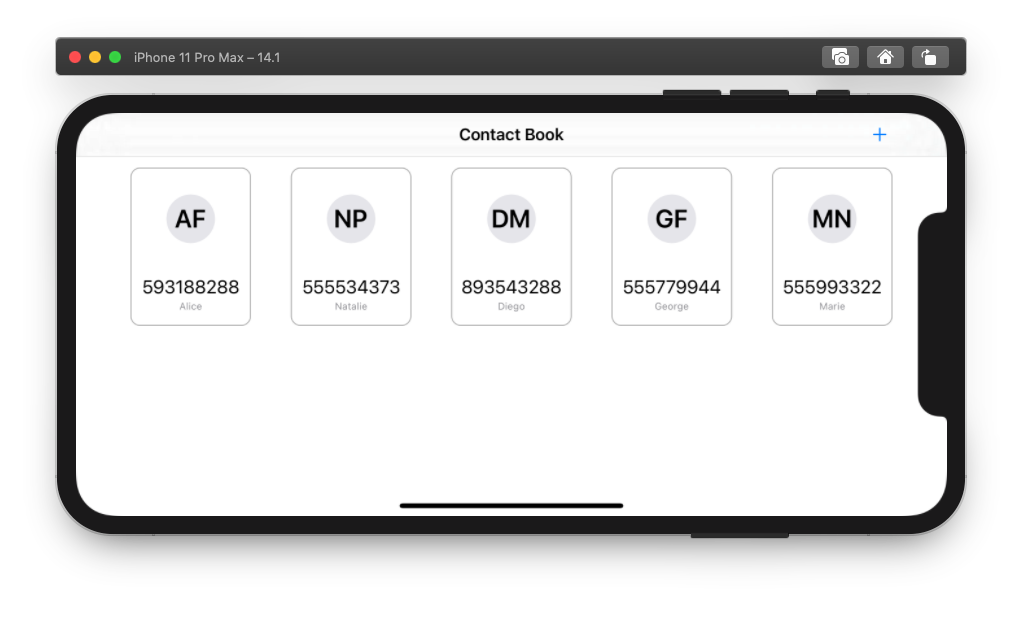 iPhone 11 Pro Max – 14.1
Contact Book +
AF NP DM GF MN
593188288 555534373 893543288 555779944 555993322
Alice Natalie Diego George Marie